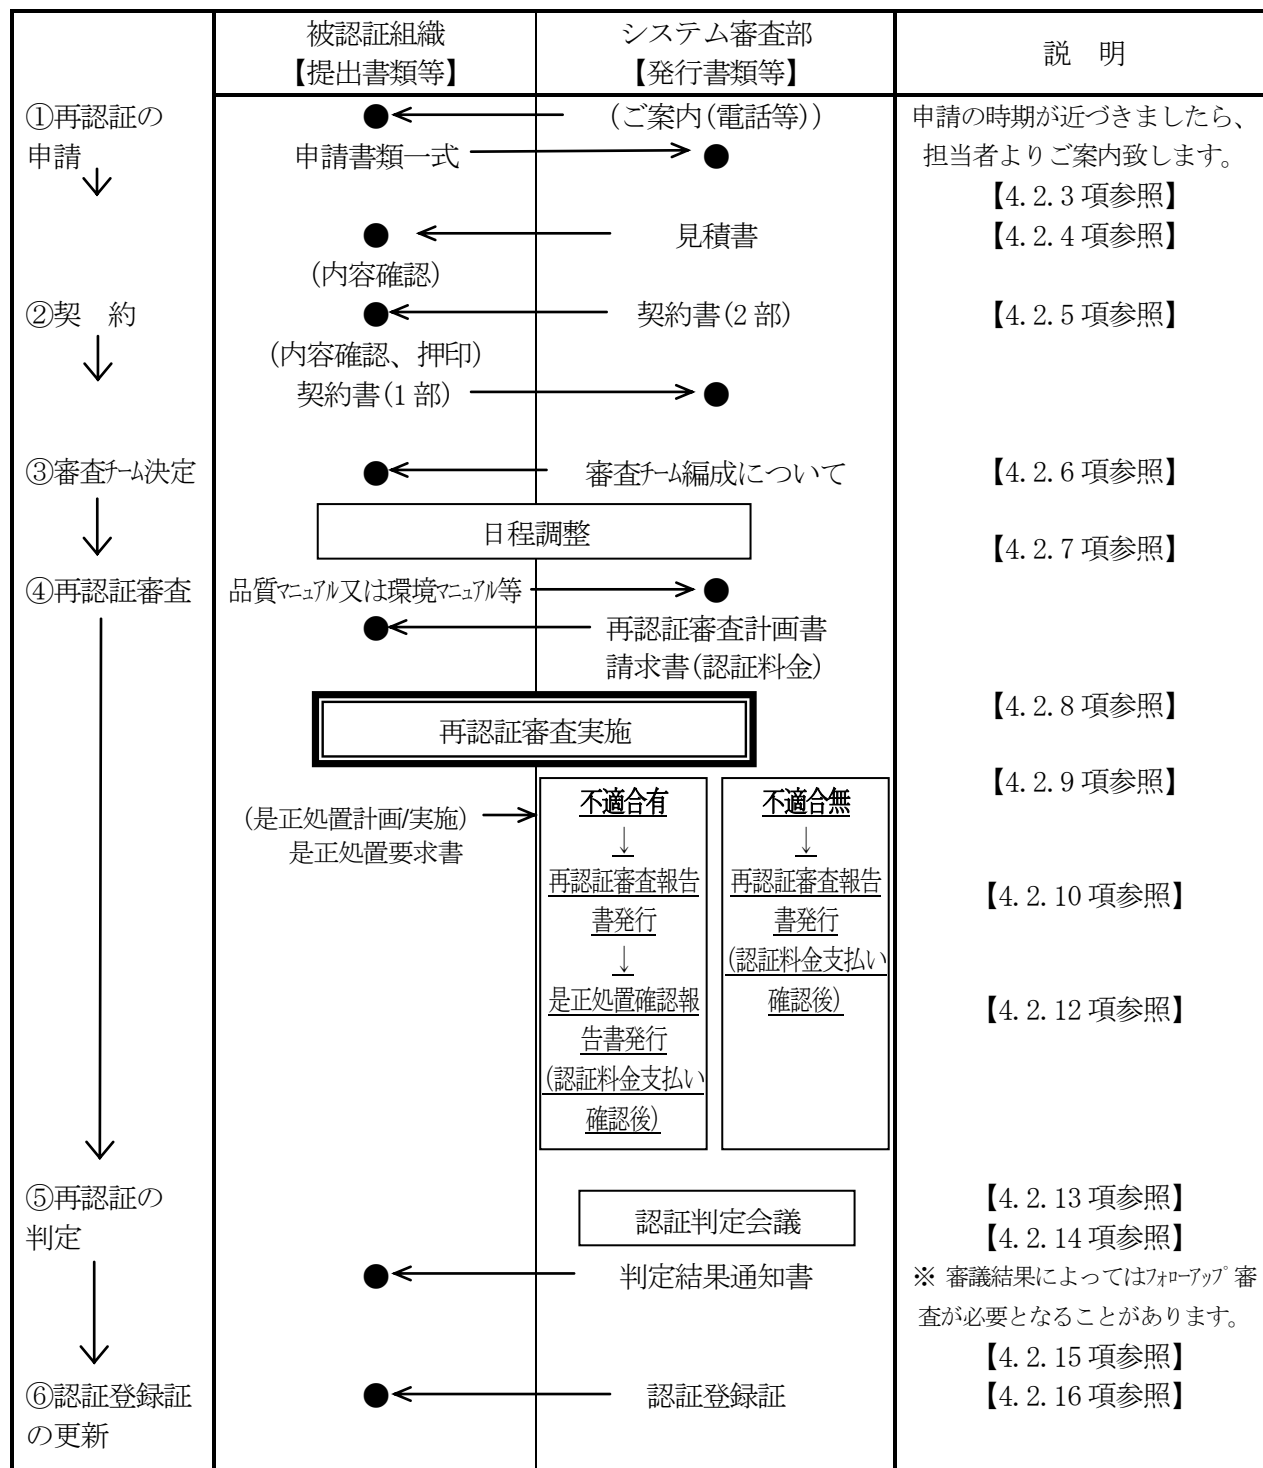 被認証組織
【提出書類等】
システム審査部
【発行書類等】
説　明
①再認証の
申請
(ご案内(電話等))
申請書類一式
申請の時期が近づきましたら、
担当者よりご案内致します。
【4.2.3 項参照】
見積書
【4.2.4 項参照】
(内容確認)
②契　約
契約書(2 部)
【4.2.5 項参照】
(内容確認、押印)
契約書(1 部)
③審査ﾁｰﾑ決定
審査ﾁｰﾑ編成について
【4.2.6 項参照】
日程調整
【4.2.7 項参照】
④再認証審査
品質ﾏﾆｭｱﾙ又は環境ﾏﾆｭｱﾙ等
再認証審査計画書
請求書(認証料金)
再認証審査実施
【4.2.8 項参照】
【4.2.9 項参照】
(是正処置計画/実施)
是正処置要求書
不適合有
↓
再認証審査報告
書発行
↓
是正処置確認報
告書発行
(認証料金支払い
確認後)
不適合無
↓
再認証審査報告
書発行
(認証料金支払い
確認後)
【4.2.10 項参照】
【4.2.12 項参照】
⑤再認証の
判定
認証判定会議
【4.2.13 項参照】
【4.2.14 項参照】
判定結果通知書
※ 審議結果によってはﾌｫﾛｰｱｯﾌﾟ審
査が必要となることがあります。
【4.2.15 項参照】
⑥認証登録証
の更新
認証登録証
【4.2.16 項参照】